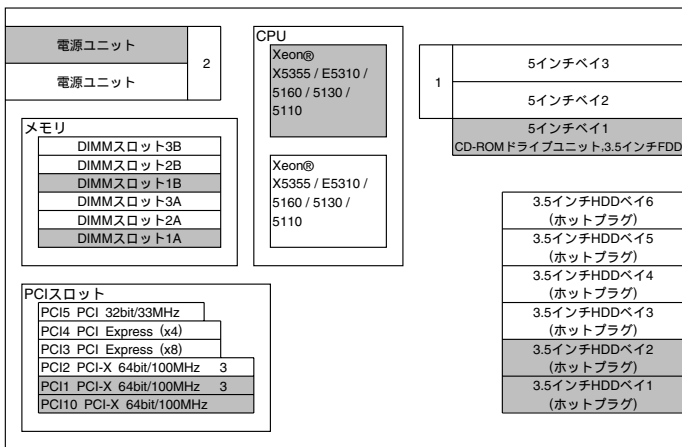 電源ユニット
2
電源ユニット
CPU
Xeon®
X5355 / E5310 /
5160 / 5130 /
5110
Xeon®
X5355 / E5310 /
5160 / 5130 /
5110
1
5インチベイ3
5インチベイ2
5インチベイ1
CD-ROMドライブユニット,3.5インチFDD
メモリ
DIMMスロット3B
DIMMスロット2B
DIMMスロット1B
DIMMスロット3A
DIMMスロット2A
DIMMスロット1A
3.5インチHDDベイ6
(ホットプラグ)
3.5インチHDDベイ5
(ホットプラグ)
3.5インチHDDベイ4
(ホットプラグ)
3.5インチHDDベイ3
(ホットプラグ)
3.5インチHDDベイ2
(ホットプラグ)
3.5インチHDDベイ1
(ホットプラグ)
PCIスロット
PCI5 PCI 32bit/33MHz
PCI4 PCI Express (x4)
PCI3 PCI Express (x8)
PCI2 PCI-X 64bit/100MHz 3
PCI1 PCI-X 64bit/100MHz 3
PCI10 PCI-X 64bit/100MHz